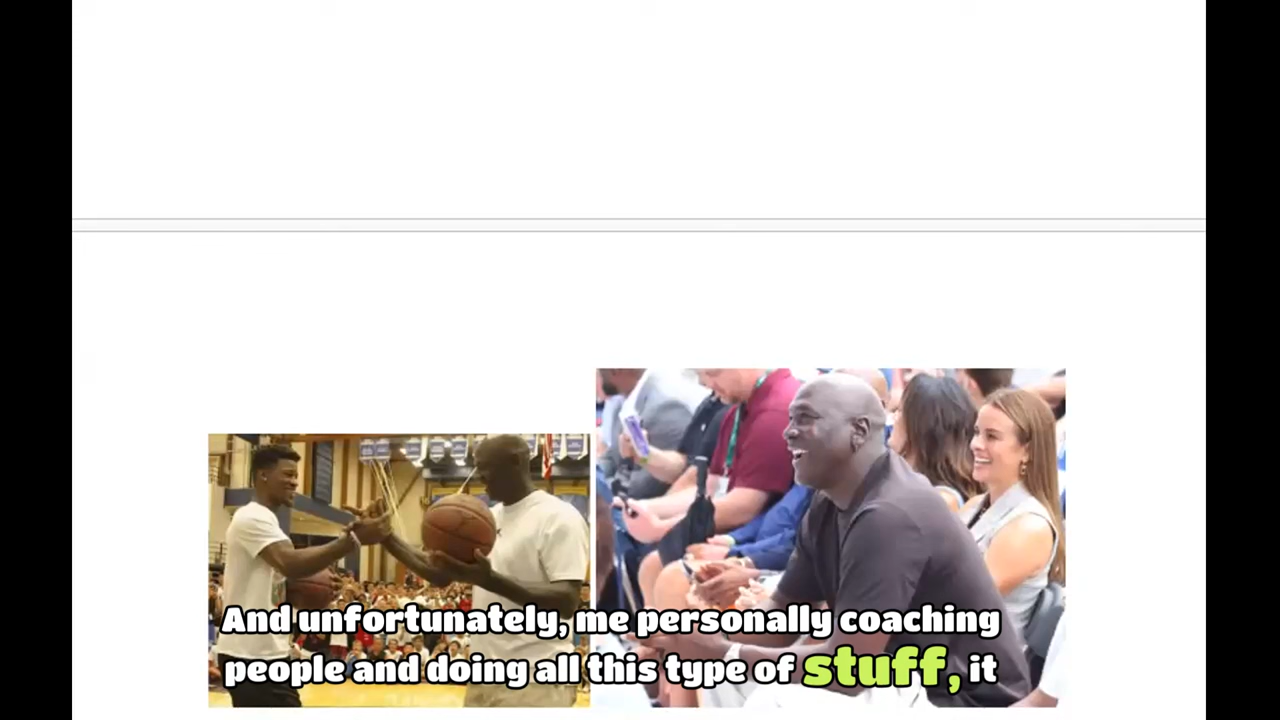 And unfortunately, me personally coaching
people and doing all this type of stuff, it